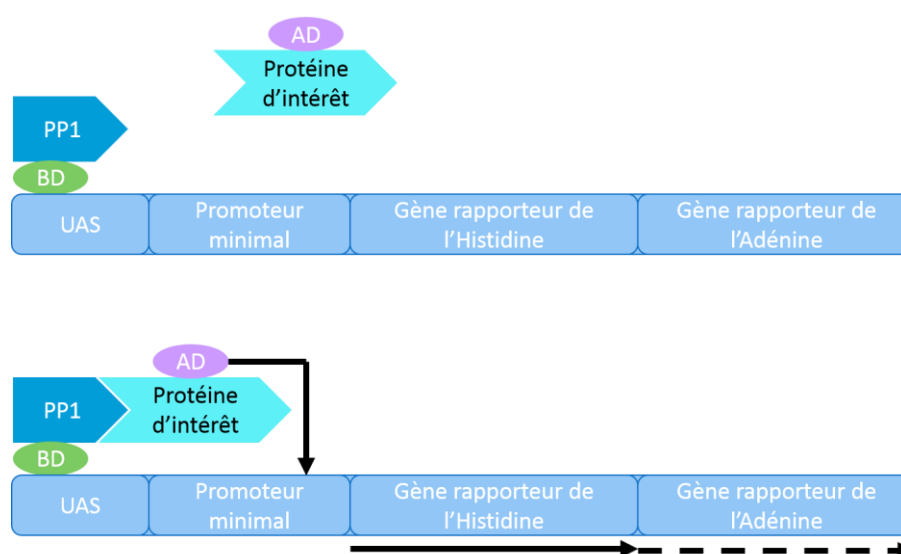 AD
Protéine
d'intérêt
PP1
BD
UAS
Promoteur
minimal
Gène rapporteur de
l'Histidine
Gène rapporteur de
l'Adénine
AD
Protéine
d'intérêt
PP1
BD
UAS
Promoteur
minimal
Gène rapporteur de
l'Histidine
Gène rapporteur de
l'Adénine